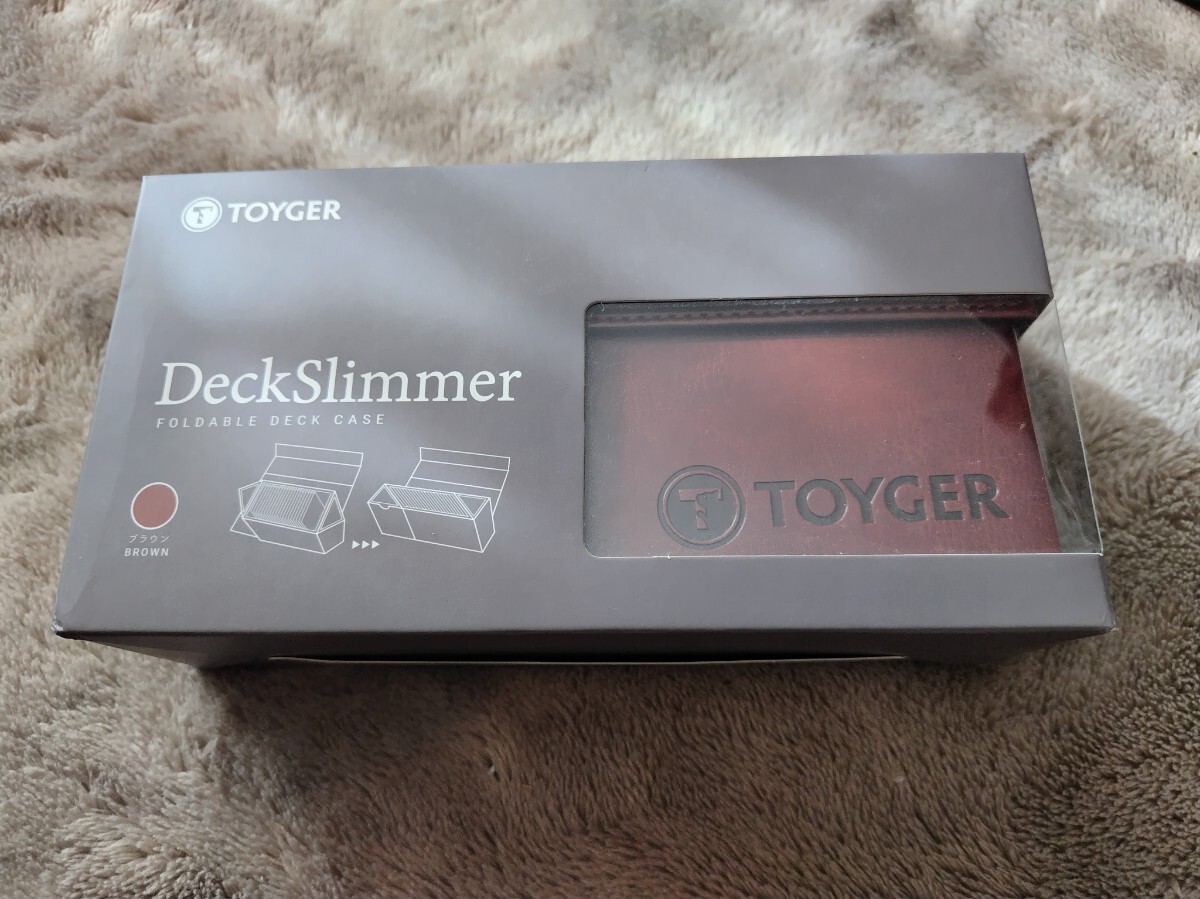 TOYGER
DeckSlimmer
FOLDABLE DECK CASE
ブラウン
BROWN
TOYGER